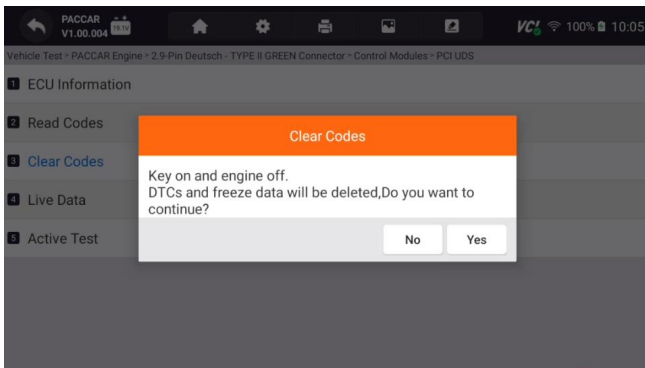 PACCAR
V1.00.004
VCI 100% 10:05
Vehicle Test > PACCAR Engine > 2.9-Pin Deutsch - TYPE II GREEN Connector > Control Modules > PCI UDS
1 ECU Information
2 Read Codes
3 Clear Codes
4 Live Data
5 Active Test
Clear Codes
Key on and engine off.
DTCs and freeze data will be deleted,Do you want to
continue?
No Yes